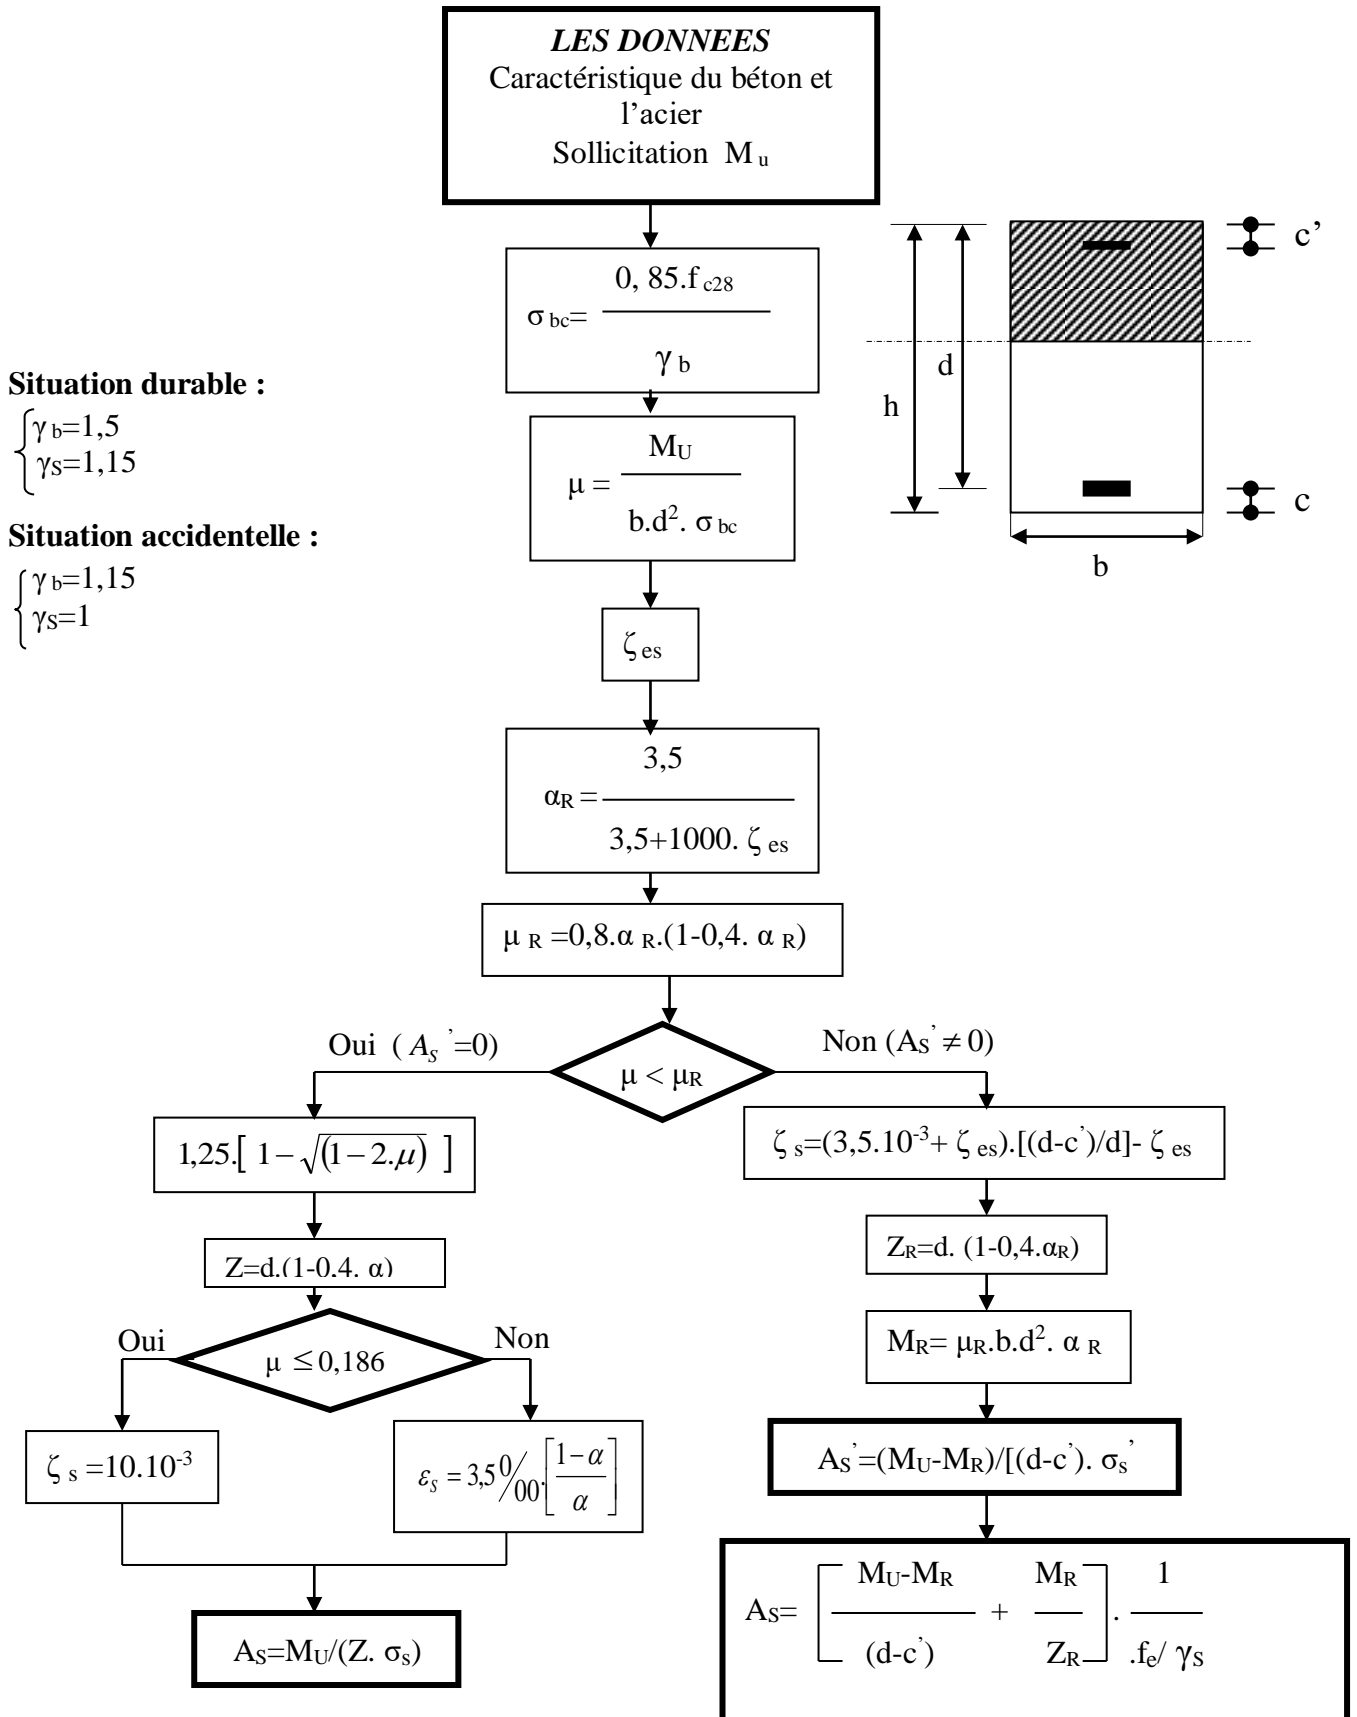 LES DONNEES
Caractéristique du béton et
l’acier
Sollicitation M u
0, 85.f c28
σ bc=
γ b
Situation durable :
γ b=1,5
γS=1,15
Situation accidentelle :
γ b=1,15
γS=1
c’
d
h
c
b
MU
μ =
b.d². σ bc
ζ es
3,5
αR =
3,5+1000. ζ es
μ R =0,8.α R.(1-0,4. α R)
Oui ( AS ’=0)
Non (AS’ ≠ 0)
μ < μR
1,25.[ 1−√(1−2.μ) ]
ζ s=(3,5.10-3+ ζ es).[(d-c’)/d]- ζ es
Z=d.(1-0,4. α)
ZR=d. (1-0,4.αR)
Oui
Non
μ ≤ 0,186
MR= μR.b.d². α R
ζ s =10.10-3
εS = 3,5 0/00.[(1−α)/α]
AS’=(MU-MR)/[(d-c’). σs’
AS=MU/(Z. σs)
MU-MR MR 1
AS= + .
(d-c’) ZR .fe/ γS